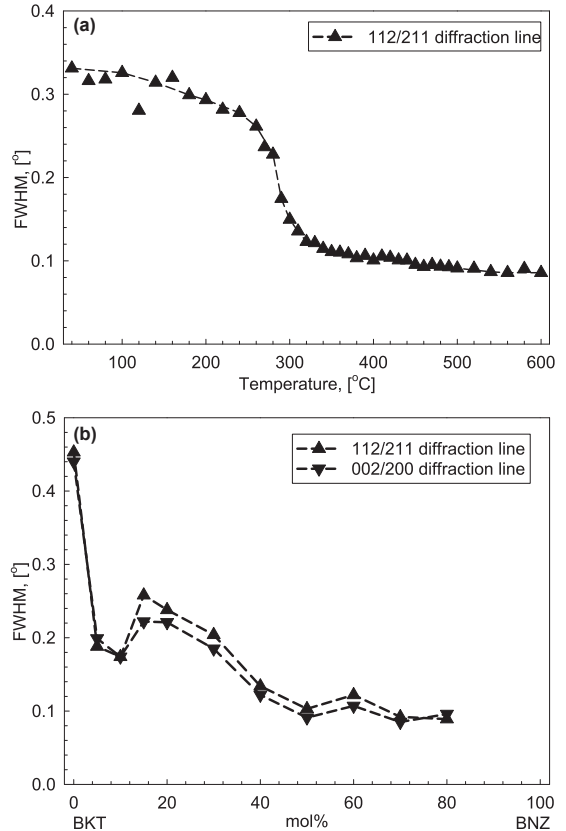 (a)
112/211 diffraction line
0.4
0.3
0.2
0.1
0.0
FWHM, [°]
100 200 300 400 500 600
Temperature, [°C]
(b)
112/211 diffraction line
002/200 diffraction line
0.5
0.4
0.3
0.2
0.1
0.0
FWHM, [°]
0 20 40 60 80 100
BKT mol% BNZ